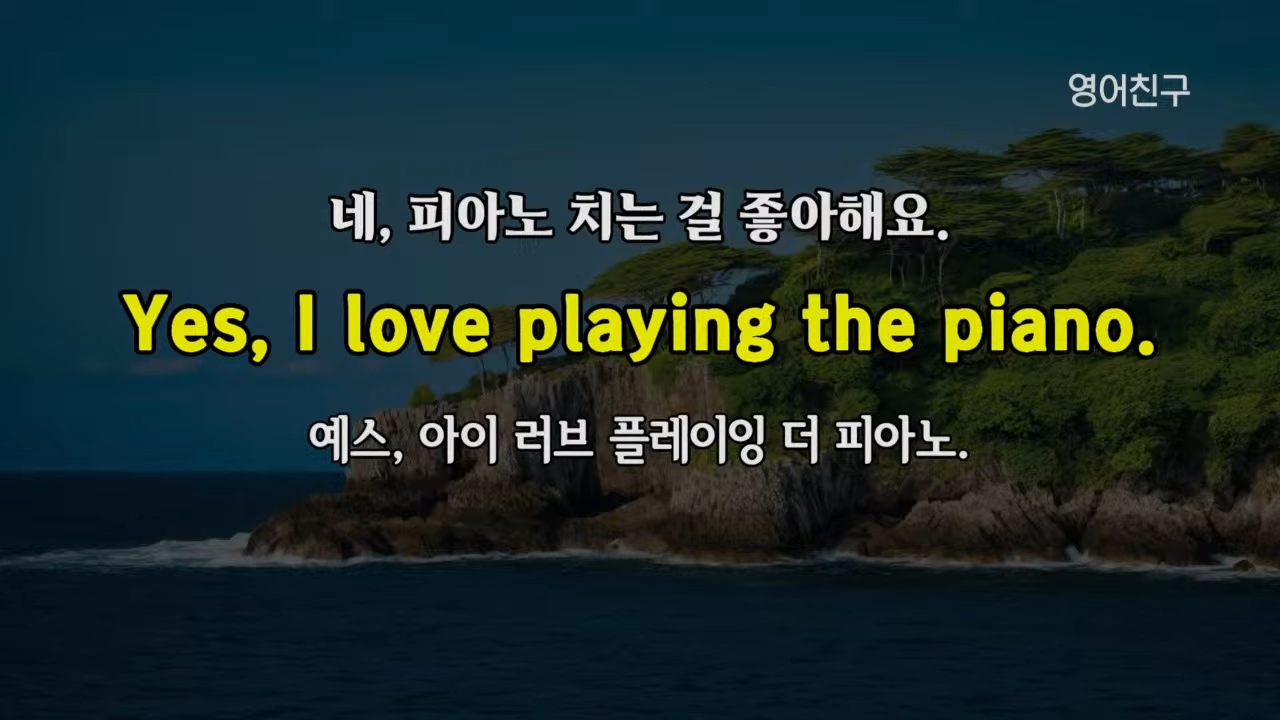 영어친구
네, 피아노 치는 걸 좋아해요.
Yes, I love playing the piano.
예스, 아이 러브 플레이잉 더 피아노.